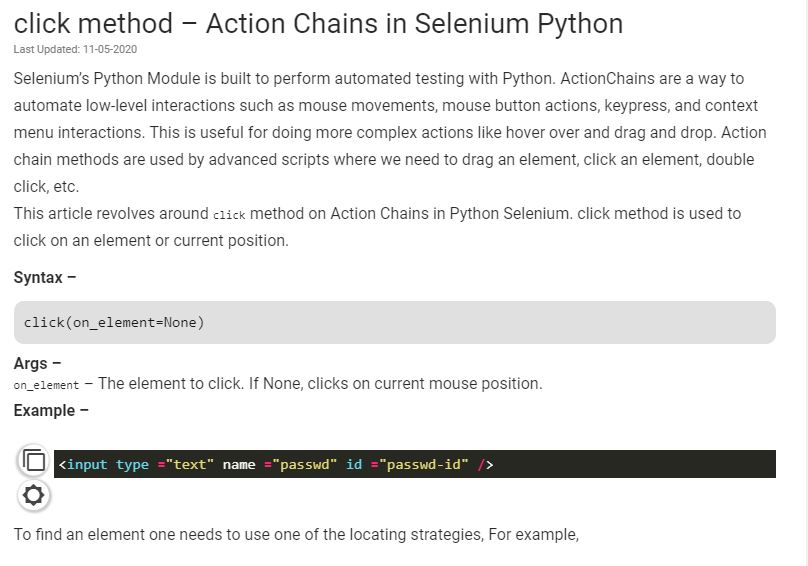 click method – Action Chains in Selenium Python
Last Updated: 11-05-2020
Selenium's Python Module is built to perform automated testing with Python. ActionChains are a way to
automate low-level interactions such as mouse movements, mouse button actions, keypress, and context
menu interactions. This is useful for doing more complex actions like hover over and drag and drop. Action
chain methods are used by advanced scripts where we need to drag an element, click an element, double
click, etc.
This article revolves around click method on Action Chains in Python Selenium. click method is used to
click on an element or current position.
Syntax –
click(on_element=None)
Args –
on_element – The element to click. If None, clicks on current mouse position.
Example –
<input type ="text" name ="passwd" id ="passwd-id" />
To find an element one needs to use one of the locating strategies, For example,